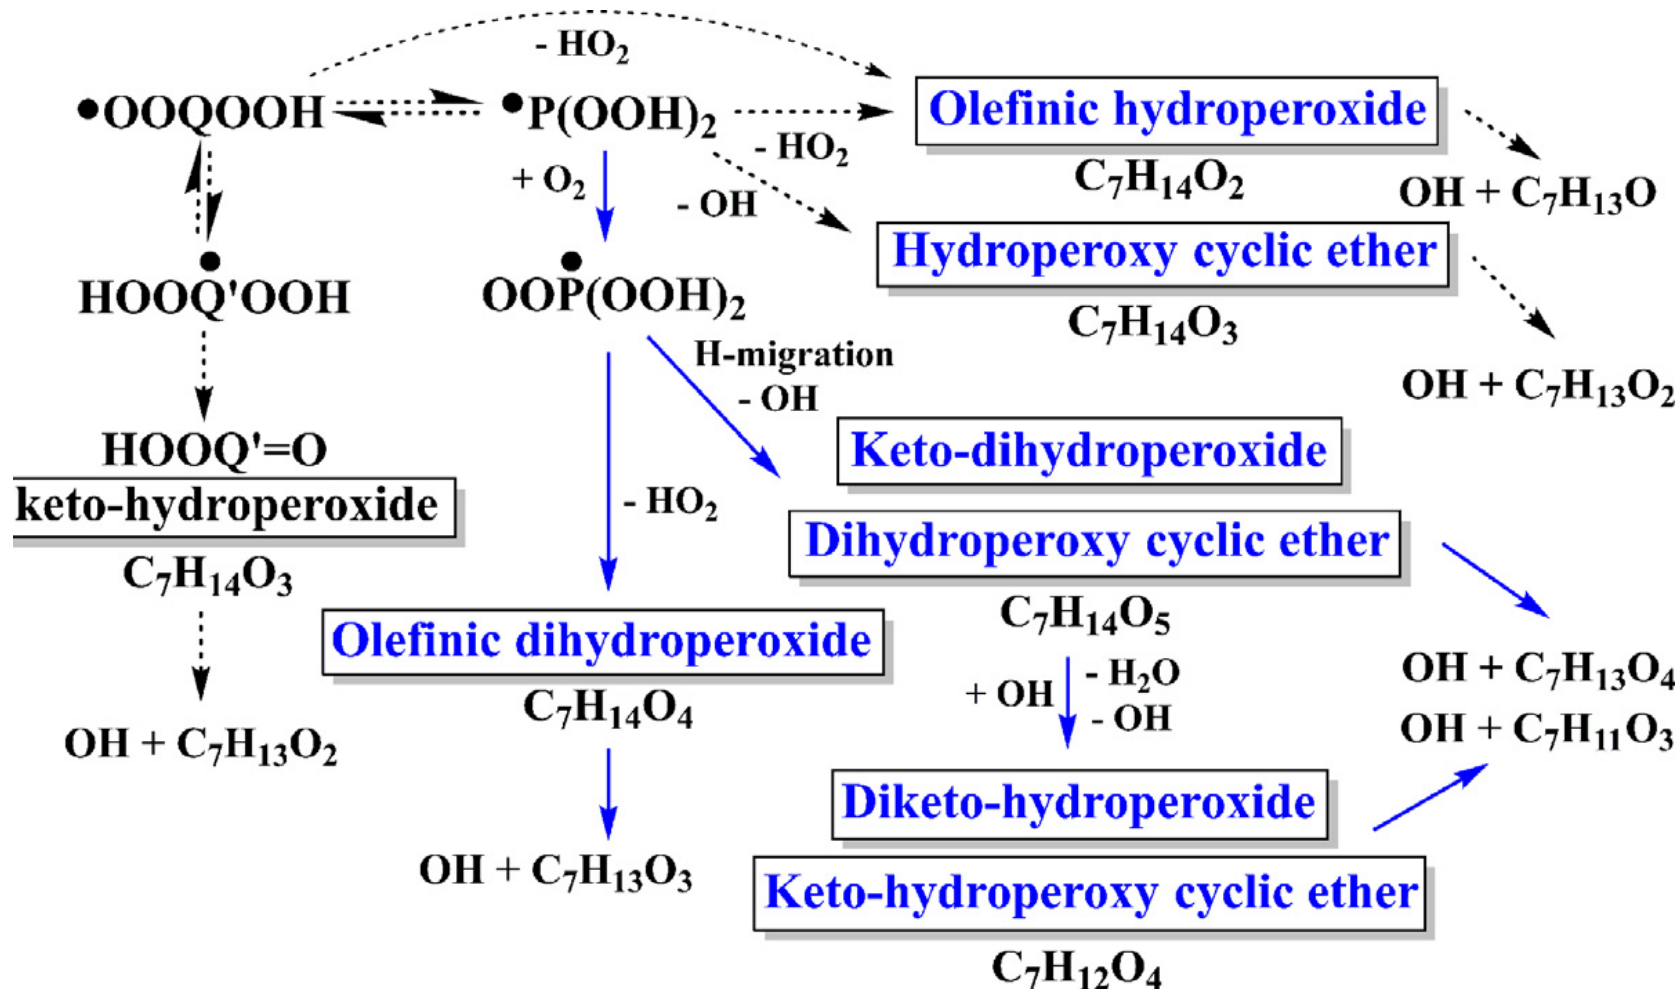 - HO₂
●OOQOOH
●P(OOH)₂
- HO₂
Olefinic hydroperoxide
C₇H₁₄O₂
OH + C₇H₁₃O
+ O₂
- OH
Hydroperoxy cyclic ether
C₇H₁₄O₃
OH + C₇H₁₃O₂
●
HOOQ'OOH
●
OOP(OOH)₂
H-migration
- OH
HOOQ'=O
keto-hydroperoxide
C₇H₁₄O₃
OH + C₇H₁₃O₂
- HO₂
Olefinic dihydroperoxide
C₇H₁₄O₄
OH + C₇H₁₃O₃
Keto-dihydroperoxide
Dihydroperoxy cyclic ether
C₇H₁₄O₅
+ OH
- H₂O
- OH
OH + C₇H₁₃O₄
OH + C₇H₁₁O₃
Diketo-hydroperoxide
Keto-hydroperoxy cyclic ether
C₇H₁₂O₄